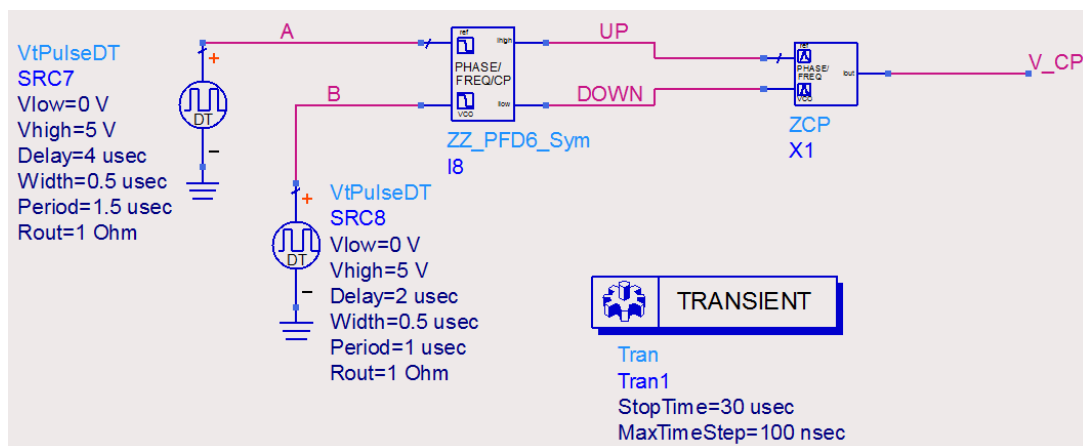 A
VtPulseDT
SRC7
Vlow=0 V
Vhigh=5 V
Delay=4 usec
Width=0.5 usec
Period=1.5 usec
Rout=1 Ohm
DT
B
ref
Ihigh
PHASE/
FREQ/CP
Ilow
VCO
ZZ_PFD6_Sym
I8
UP
DOWN
ref
PHASE/
FREQ
Iout
VCO
ZCP
X1
V_CP
VtPulseDT
SRC8
Vlow=0 V
Vhigh=5 V
Delay=2 usec
Width=0.5 usec
Period=1 usec
Rout=1 Ohm
DT
TRANSIENT
Tran
Tran1
StopTime=30 usec
MaxTimeStep=100 nsec